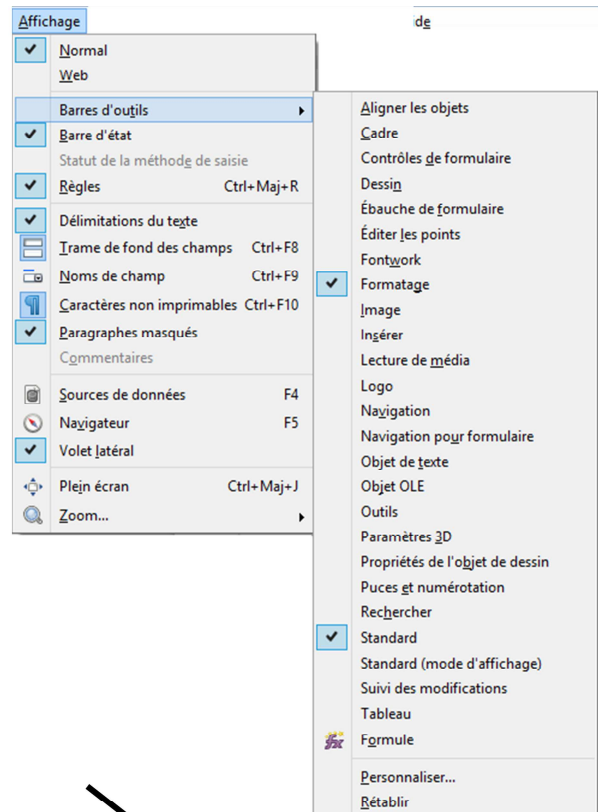 Affichage
de
Normal
Web
Barres d'outils
Barre d'état
Statut de la méthode de saisie
Règles Ctrl+Maj+R
Délimitations du texte
Trame de fond des champs Ctrl+F8
Noms de champ Ctrl+F9
Caractères non imprimables Ctrl+F10
Paragraphes masqués
Commentaires
Sources de données F4
Navigateur F5
Volet latéral
Plein écran Ctrl+Maj+J
Zoom...
Aligner les objets
Cadre
Contrôles de formulaire
Dessin
Ébauche de formulaire
Éditer les points
Fontwork
Formatage
Image
Insérer
Lecture de média
Logo
Navigation
Navigation pour formulaire
Objet de texte
Objet OLE
Outils
Paramètres 3D
Propriétés de l'objet de dessin
Puces et numérotation
Rechercher
Standard
Standard (mode d'affichage)
Suivi des modifications
Tableau
Formule
Personnaliser...
Rétablir